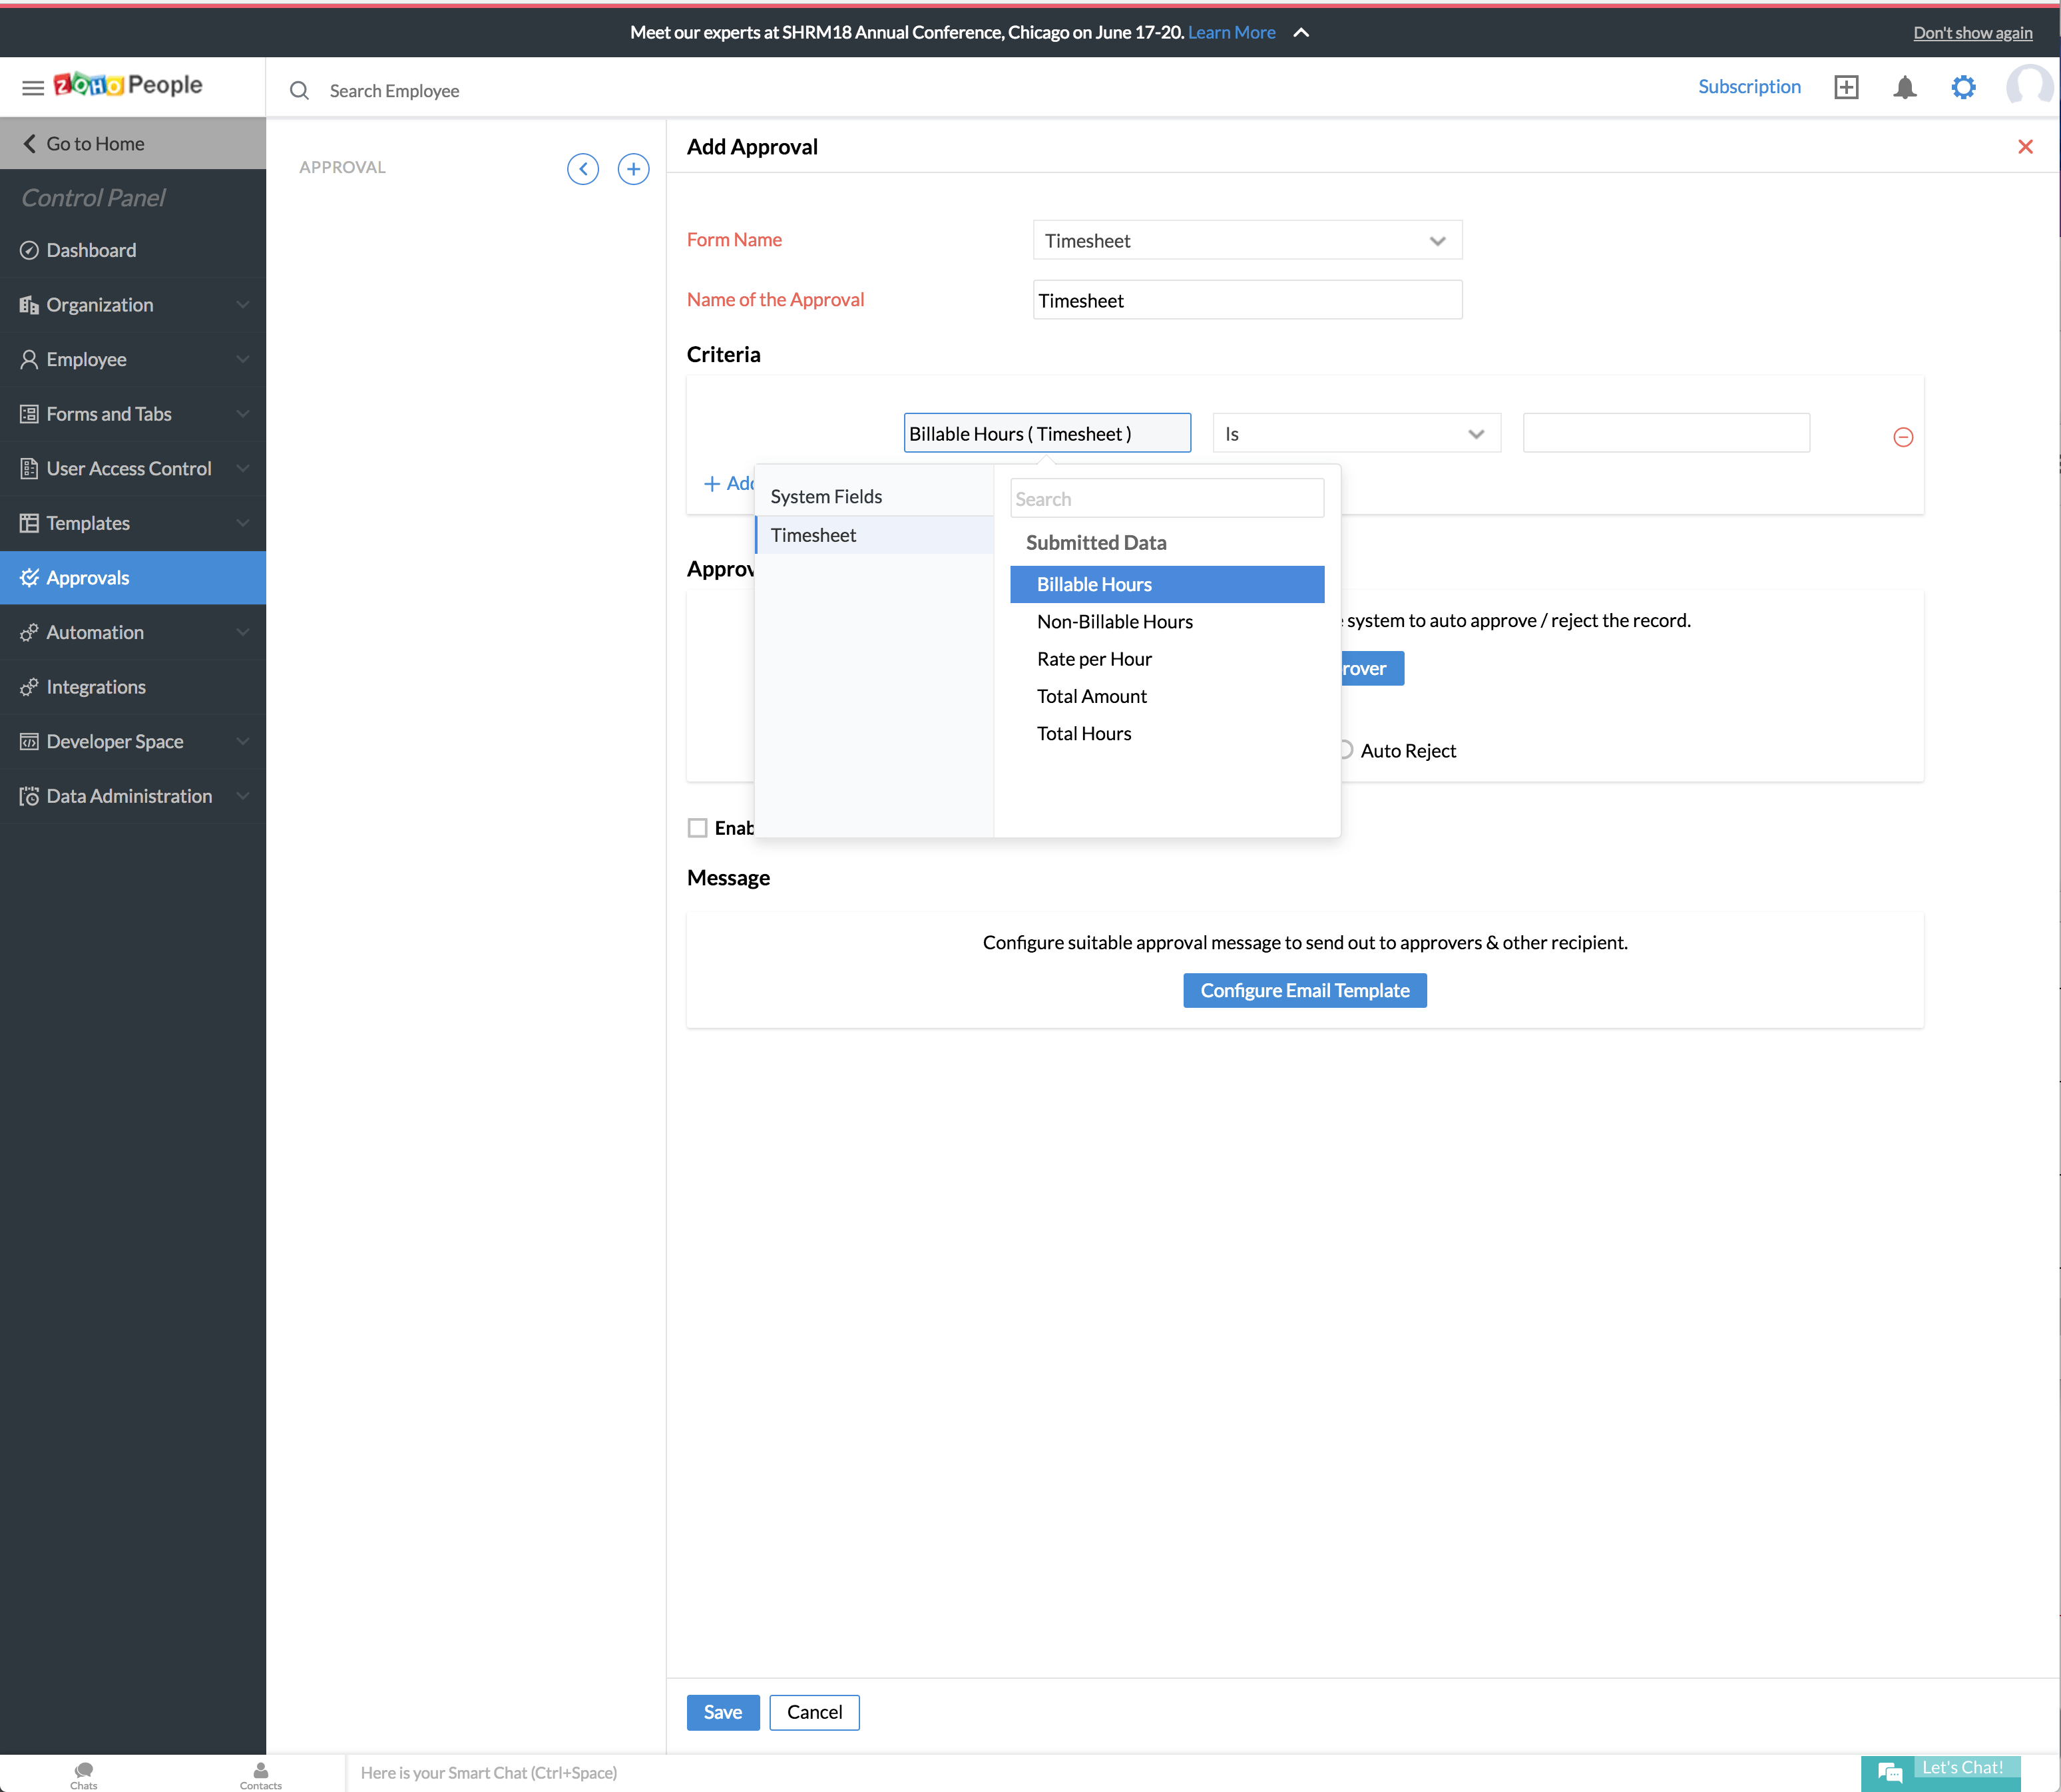 Meet our experts at SHRM18 Annual Conference, Chicago on June 17-20. Learn More
Don't show again
ZOHO People
Search Employee
Subscription
Go to Home
Control Panel
Dashboard
Organization
Employee
Forms and Tabs
User Access Control
Templates
Approvals
Automation
Integrations
Developer Space
Data Administration
APPROVAL
Add Approval
Form Name
Timesheet
Name of the Approval
Timesheet
Criteria
Billable Hours ( Timesheet )
Is
System Fields
Timesheet
Search
Submitted Data
Billable Hours
Non-Billable Hours
Rate per Hour
Total Amount
Total Hours
system to auto approve / reject the record.
Auto Reject
Message
Configure suitable approval message to send out to approvers & other recipient.
Configure Email Template
Save
Cancel
Chats
Contacts
Here is your Smart Chat (Ctrl+Space)
Let's Chat!